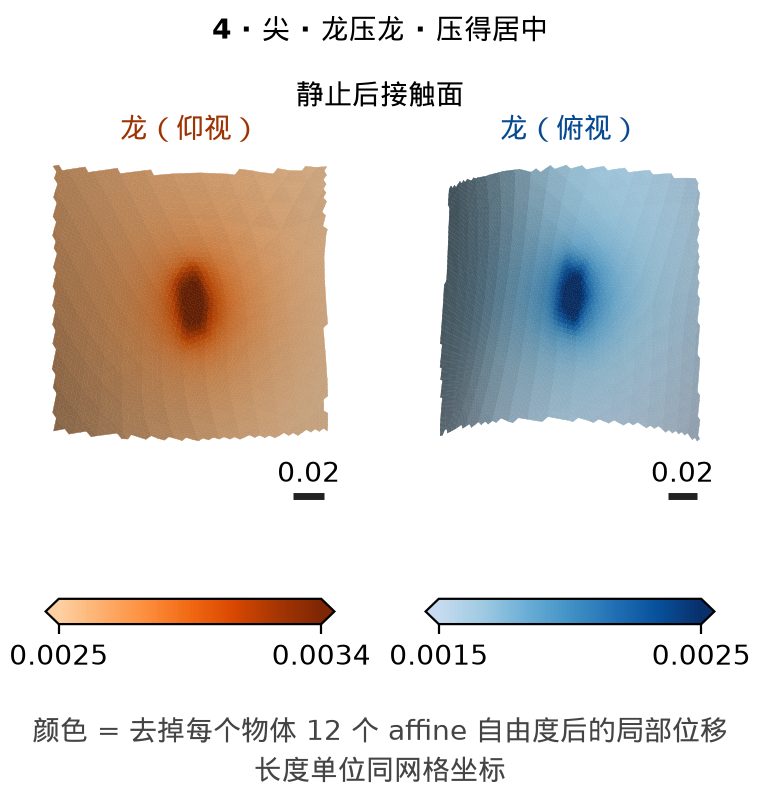 4 · 尖 · 龙压龙 · 压得居中
静止后接触面
龙（仰视）
龙（俯视）
0.02
0.02
0.0025
0.0034
0.0015
0.0025
颜色 = 去掉每个物体 12 个 affine 自由度后的局部位移
长度单位同网格坐标